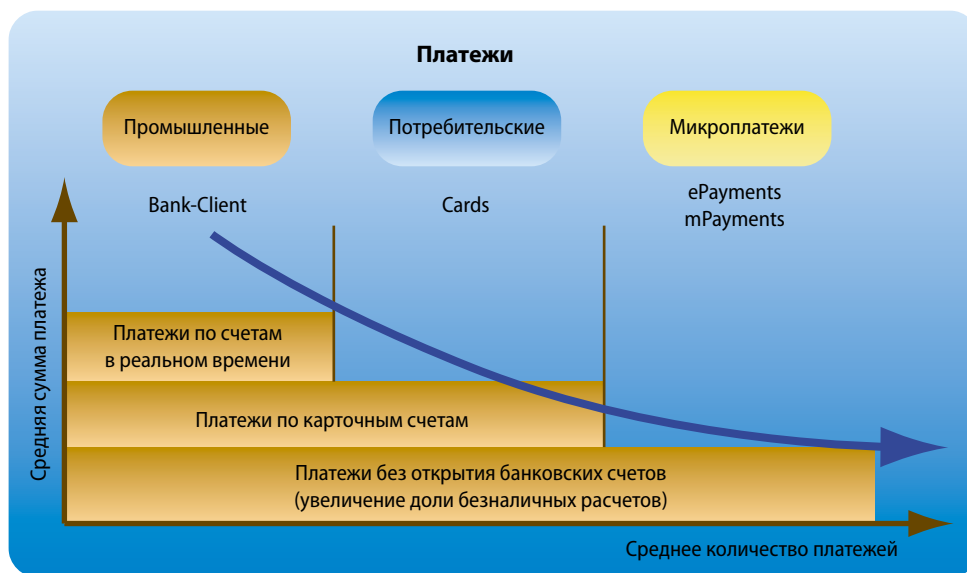 Платежи
Промышленные
Потребительские
Микроплатежи
Bank-Client
Cards
ePayments
mPayments
Средняя сумма платежа
Платежи по счетам
в реальном времени
Платежи по карточным счетам
Платежи без открытия банковских счетов
(увеличение доли безналичных расчетов)
Среднее количество платежей